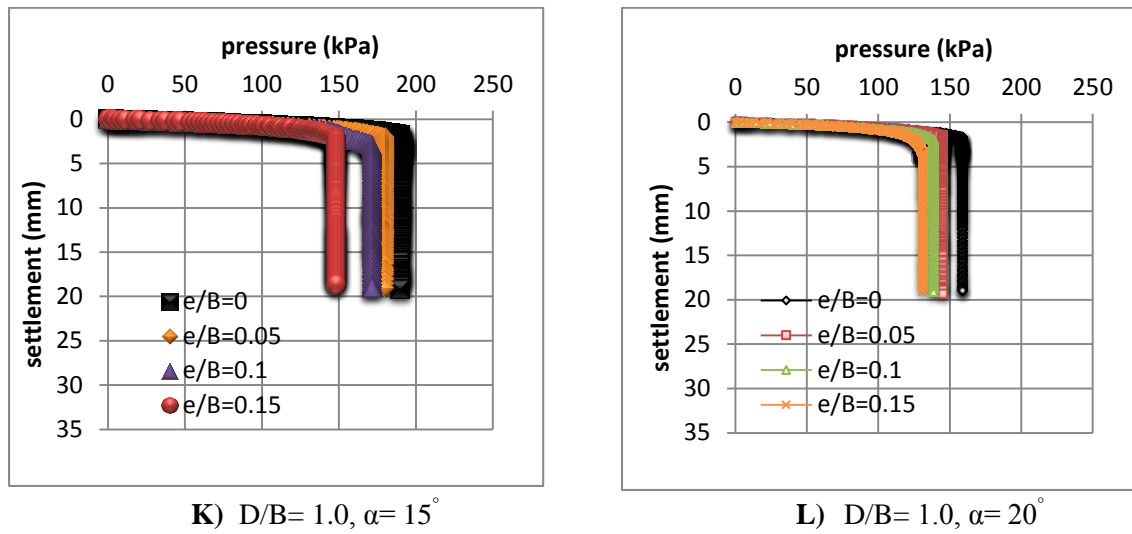 pressure (kPa)
0 50 100 150 200 250
settlement (mm)
0
5
10
15
20
25
30
35
e/B=0
e/B=0.05
e/B=0.1
e/B=0.15
K) D/B= 1.0, α= 15°
pressure (kPa)
0 50 100 150 200 250
settlement (mm)
0
5
10
15
20
25
30
35
e/B=0
e/B=0.05
e/B=0.1
e/B=0.15
L) D/B= 1.0, α= 20°